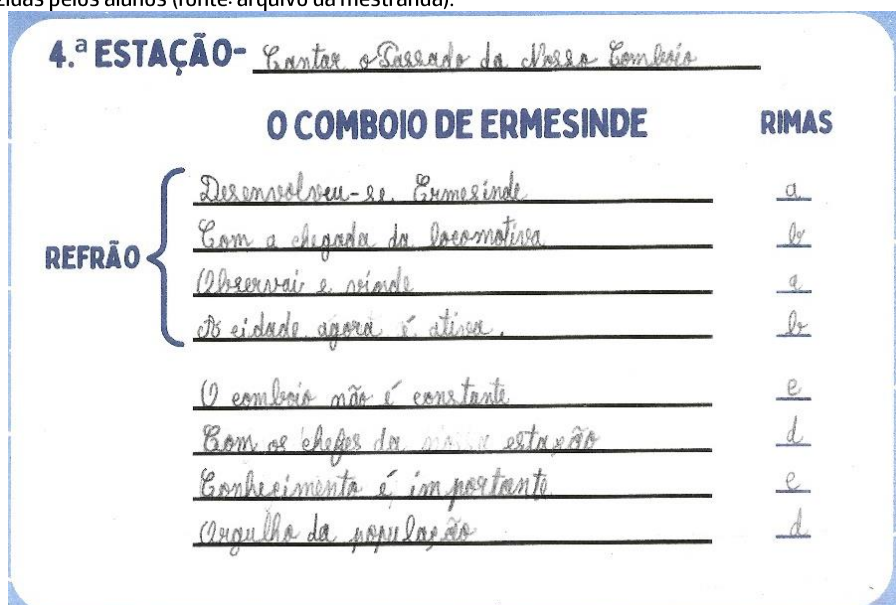 zidas pelos alunos (fonte: arquivo da mestranda).
4.ª ESTAÇÃO- Cantar o Passado da Nosso Comboio
O COMBOIO DE ERMESINDE RIMAS
REFRÃO
Desenvolveu-se Ermesinde a
Com a chegada da locomotiva b
Observai e vinde a
A cidade agora é ativa. b
O comboio não é constante c
Com os chefes da nossa estação d
Conhecimento é importante c
Orgulho da população d